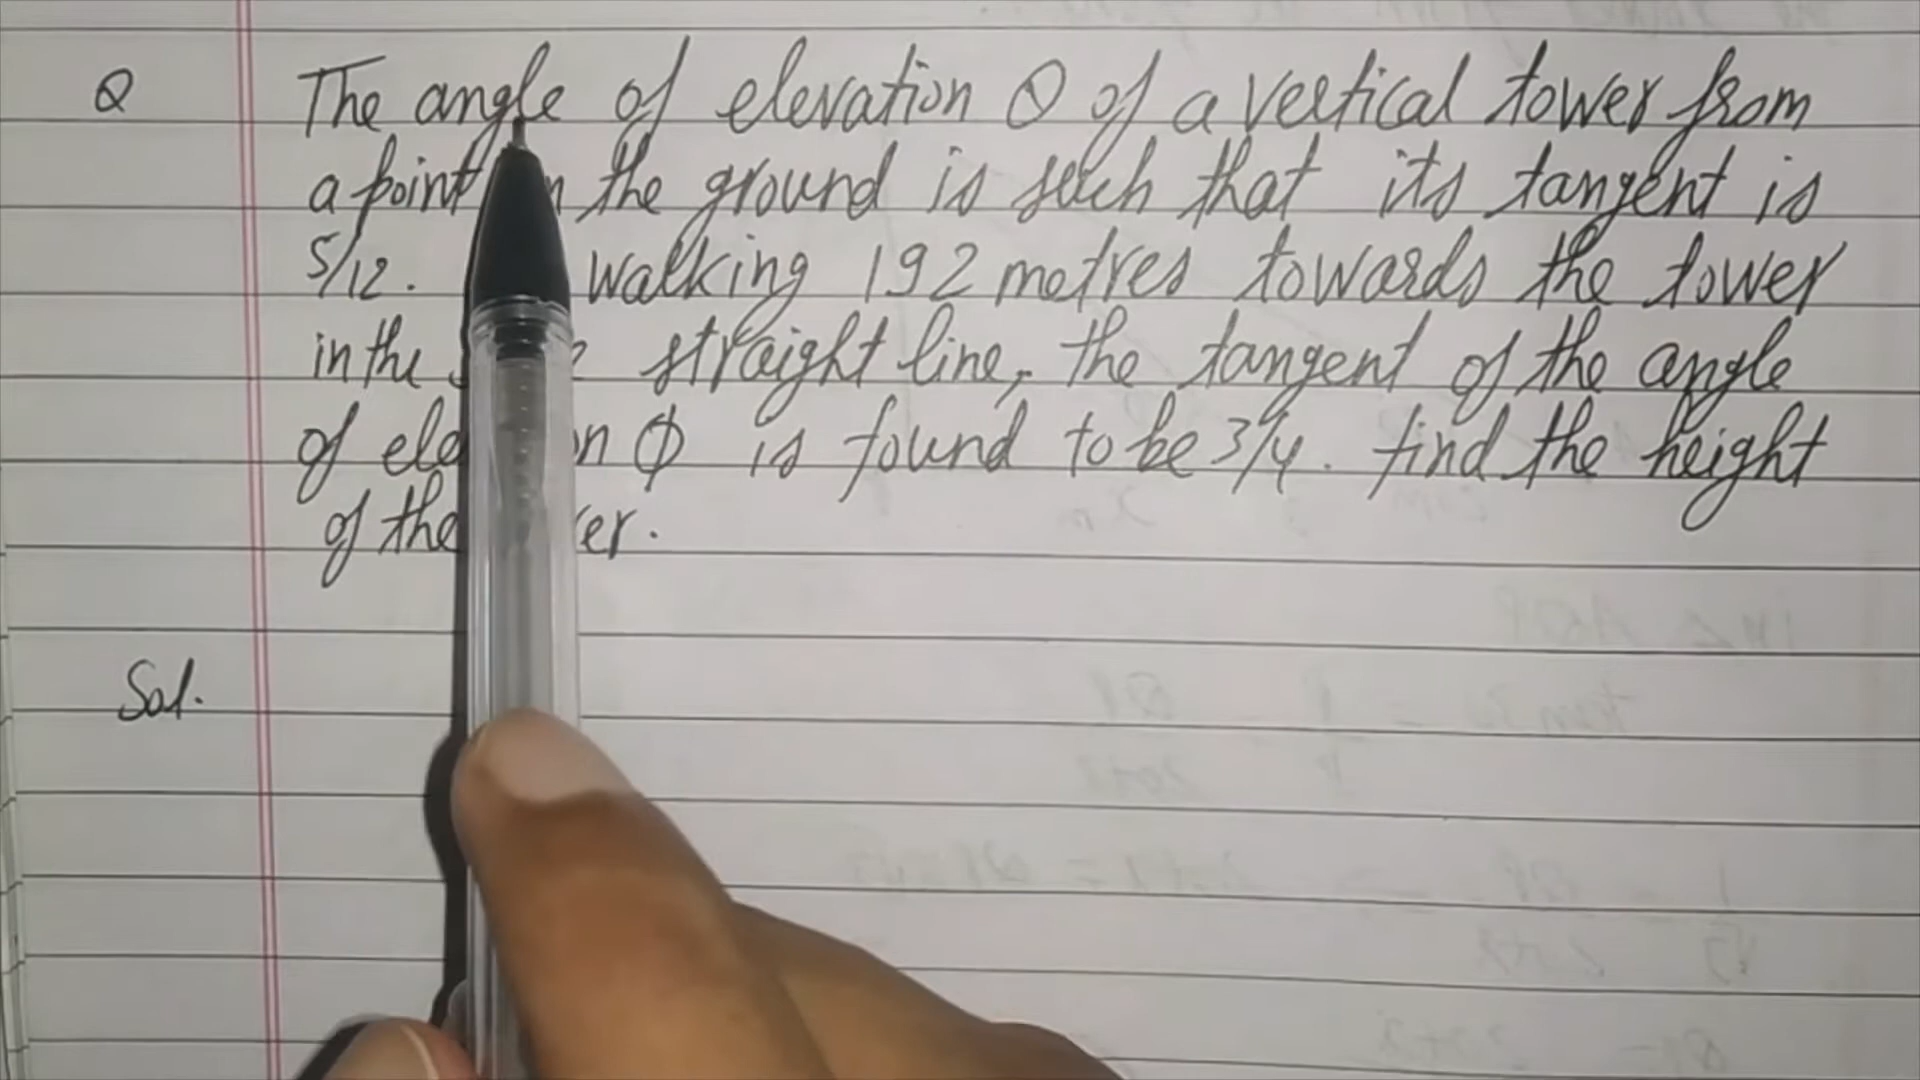 Q The angle of elevation θ of a vertical tower from
a point the ground is such that its tangent is
5/12. walking 192 metres towards the tower
in the straight line, the tangent of the angle
of ϕ is found to be 3/4. find the height
of the
Sol.